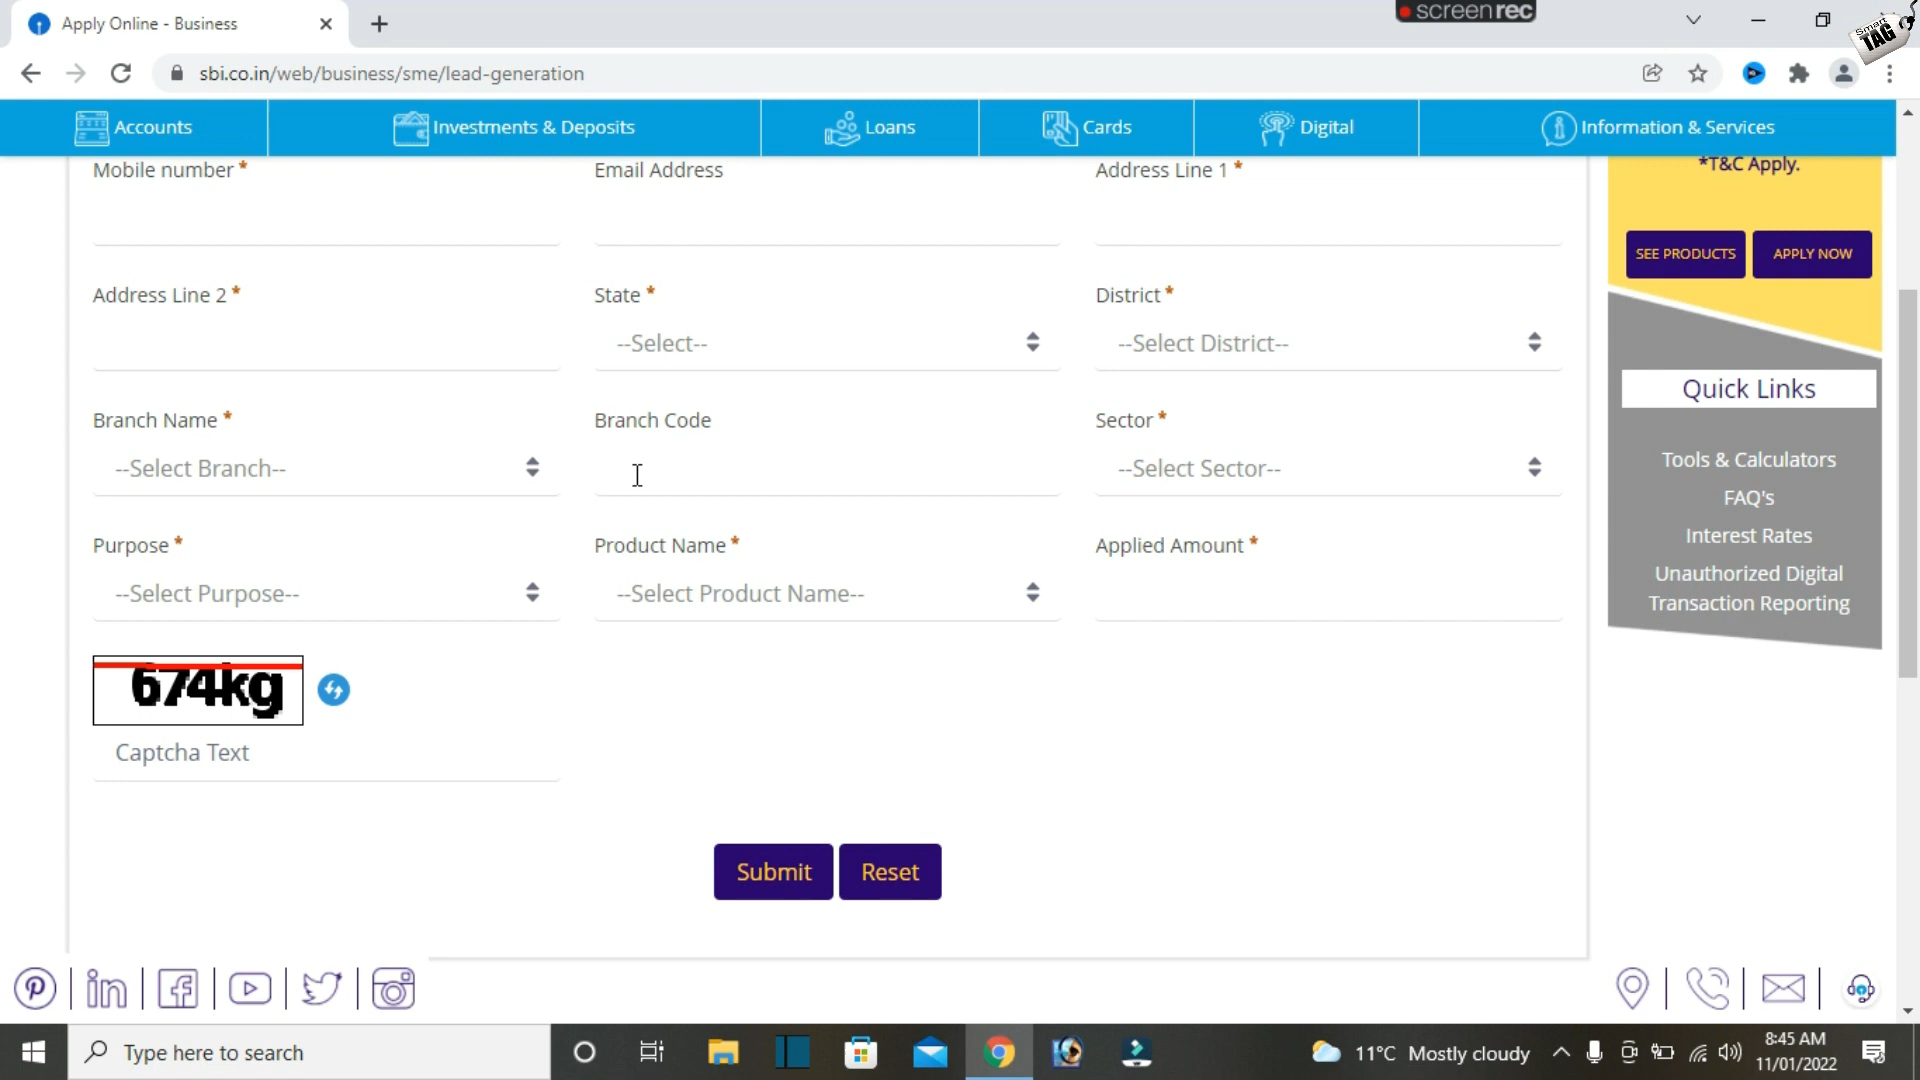 Apply Online - Business
screenrec
Smart
TAG
sbi.co.in/web/business/sme/lead-generation
Accounts
Investments & Deposits
Loans
Cards
Digital
Information & Services
Mobile number *
Email Address
Address Line 1 *
*T&C Apply.
SEE PRODUCTS
APPLY NOW
Address Line 2 *
State *
--Select--
District *
--Select District--
Quick Links
Tools & Calculators
FAQ's
Interest Rates
Unauthorized Digital
Transaction Reporting
Branch Name *
--Select Branch--
Branch Code
Sector *
--Select Sector--
Purpose *
--Select Purpose--
Product Name *
--Select Product Name--
Applied Amount *
674kg
Captcha Text
Submit
Reset
Type here to search
11°C Mostly cloudy
8:45 AM
11/01/2022